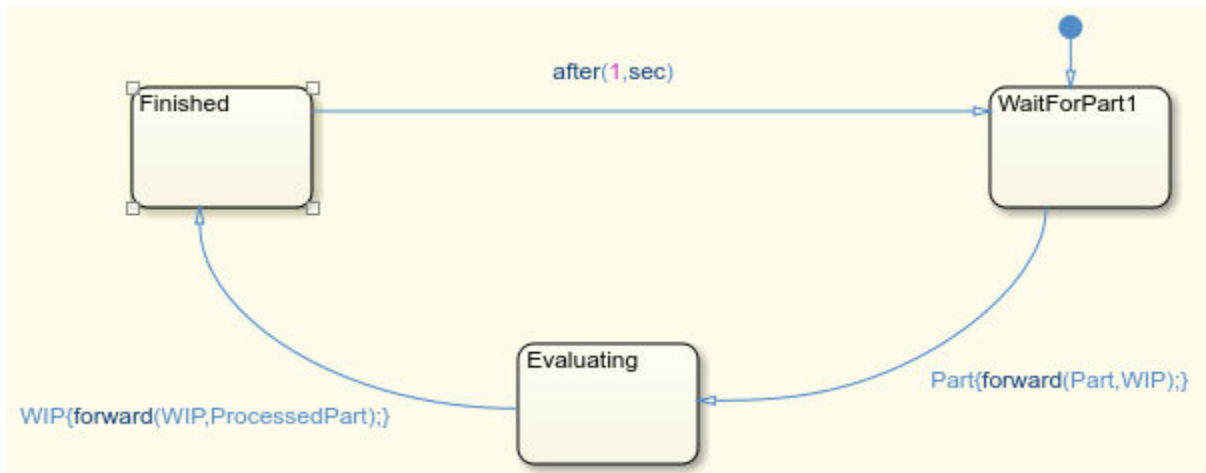 after(1,sec)
Finished
WaitForPart1
Evaluating
Part{forward(Part,WIP);}
WIP{forward(WIP,ProcessedPart);}